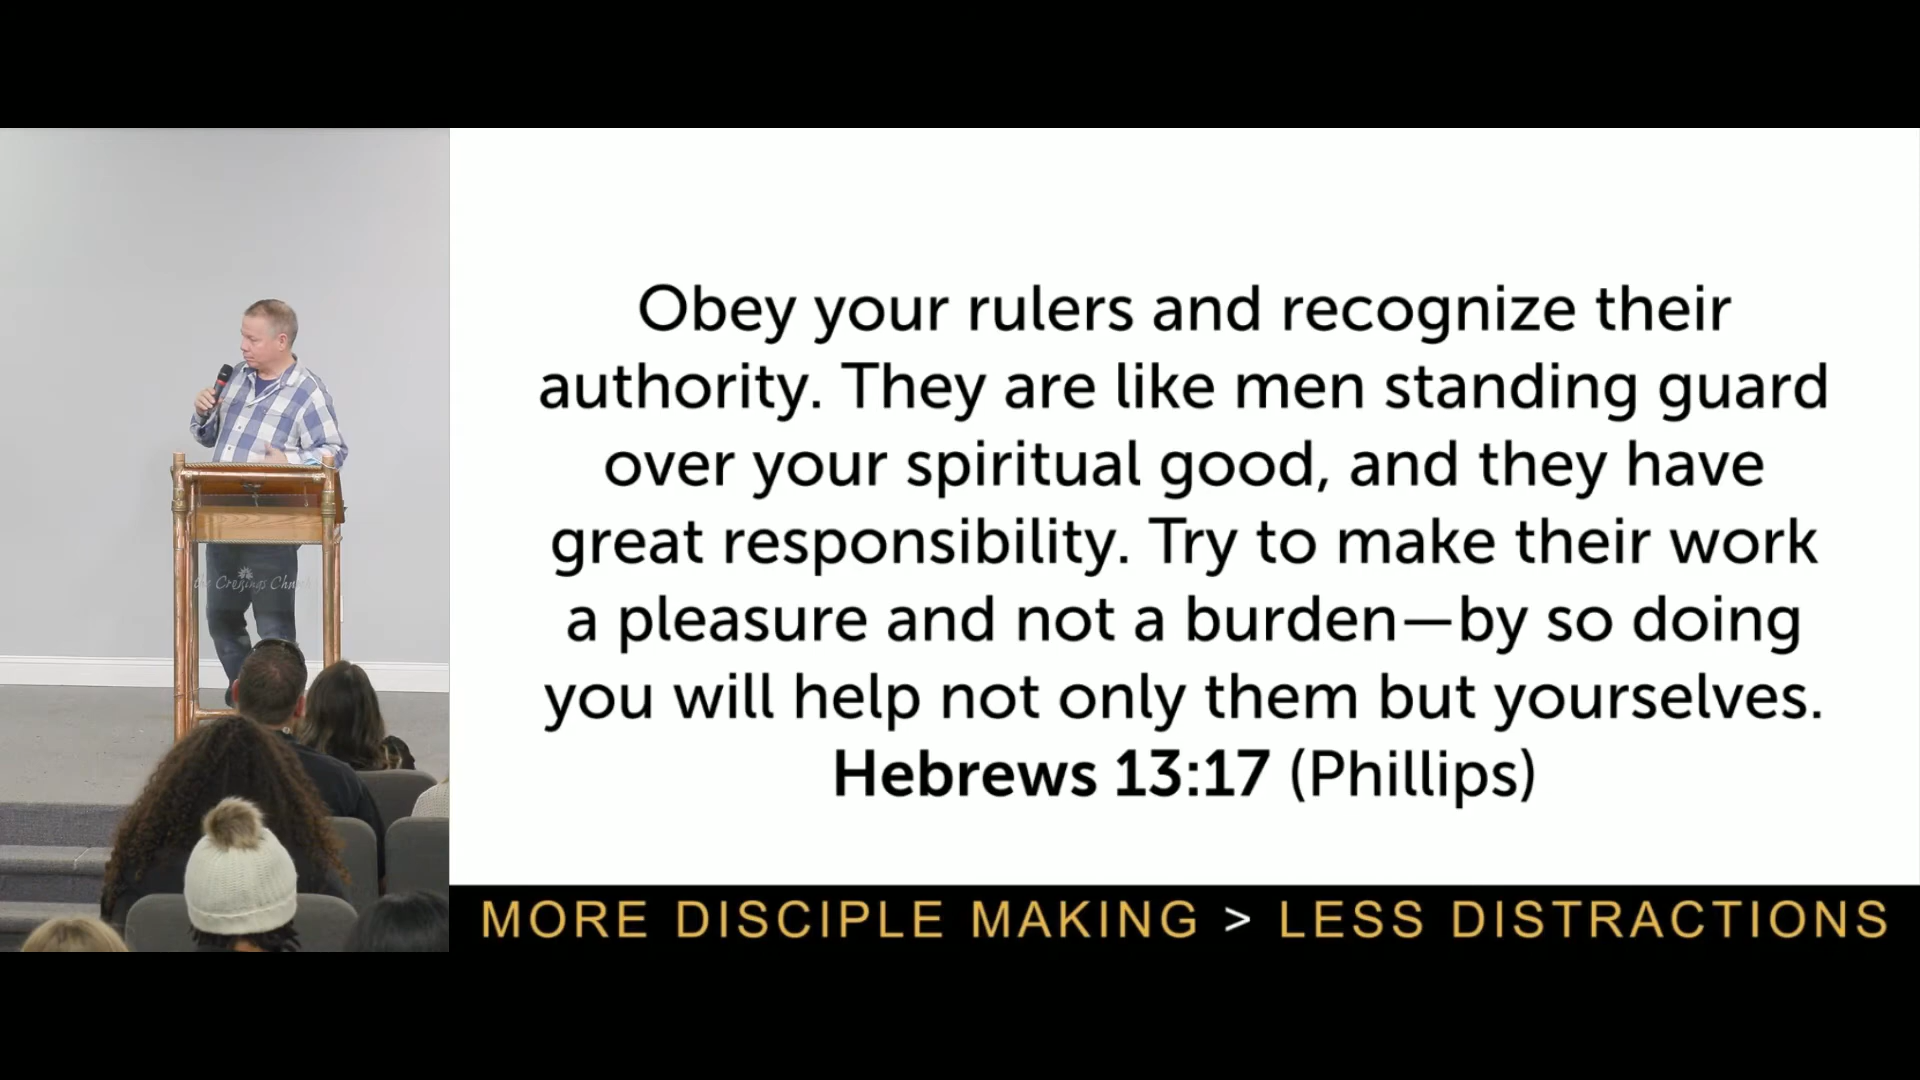 Obey your rulers and recognize their
authority. They are like men standing guard
over your spiritual good, and they have
great responsibility. Try to make their work
a pleasure and not a burden—by so doing
you will help not only them but yourselves.
Hebrews 13:17 (Phillips)
MORE DISCIPLE MAKING > LESS DISTRACTIONS